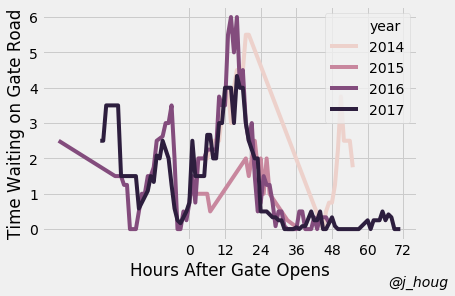 Time Waiting on Gate Road
6
5
4
3
2
1
0
year
2014
2015
2016
2017
0 12 24 36 48 60 72
Hours After Gate Opens
@j_houg